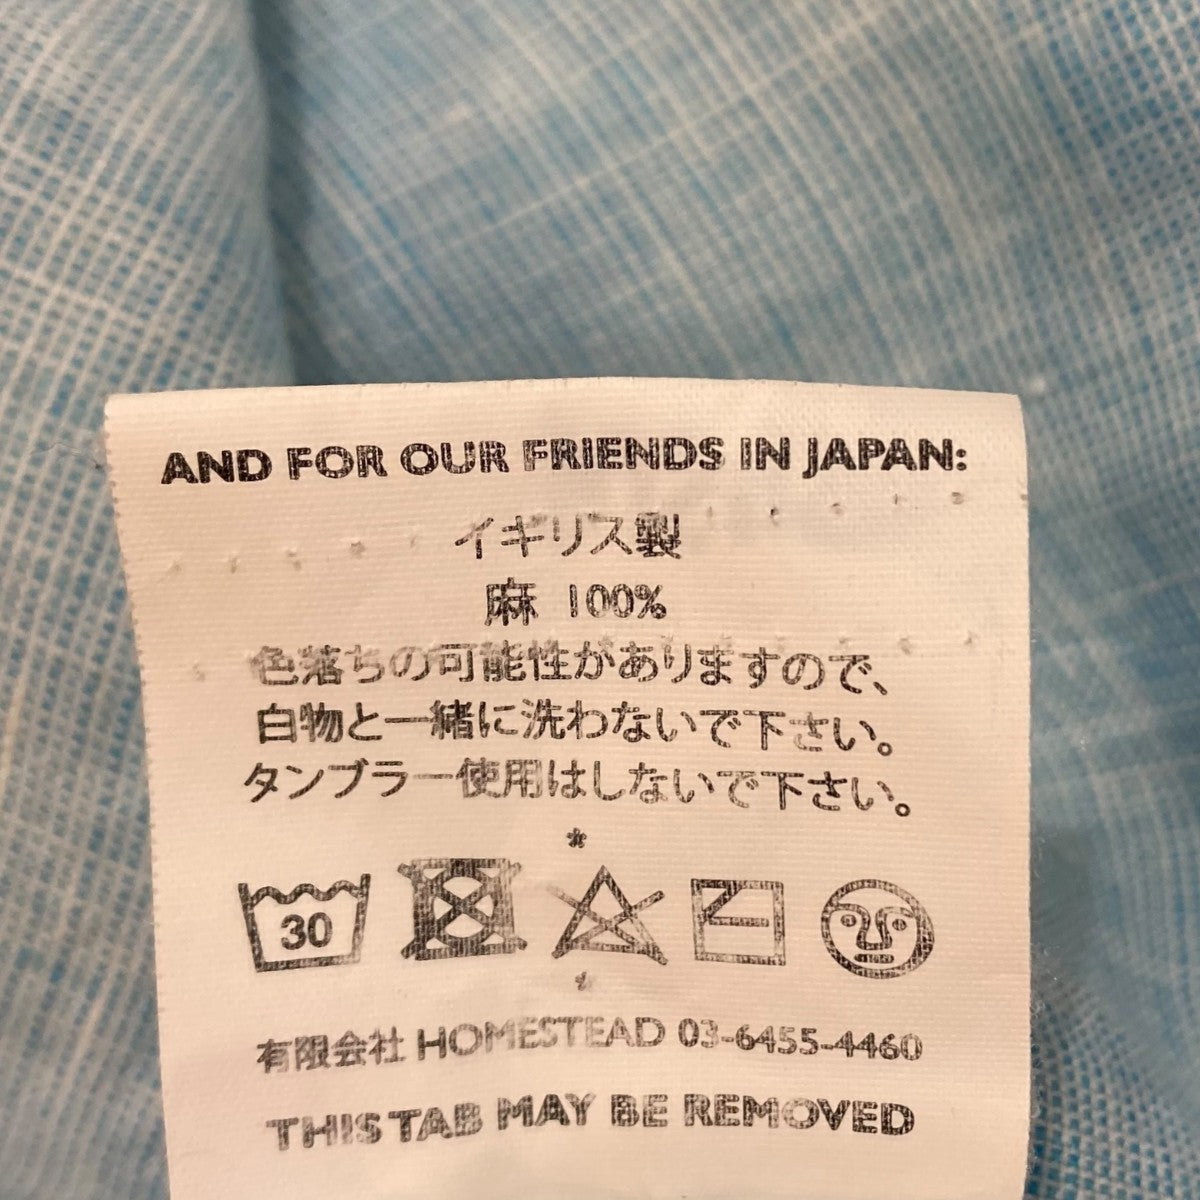 AND FOR OUR FRIENDS IN JAPAN:
イギリス製
麻 100%
色落ちの可能性がありますので、
白物と一緒に洗わないで下さい。
タンブラー使用はしないで下さい。
*
30
*
有限会社 HOMESTEAD 03-6455-4460
THIS TAB MAY BE REMOVED